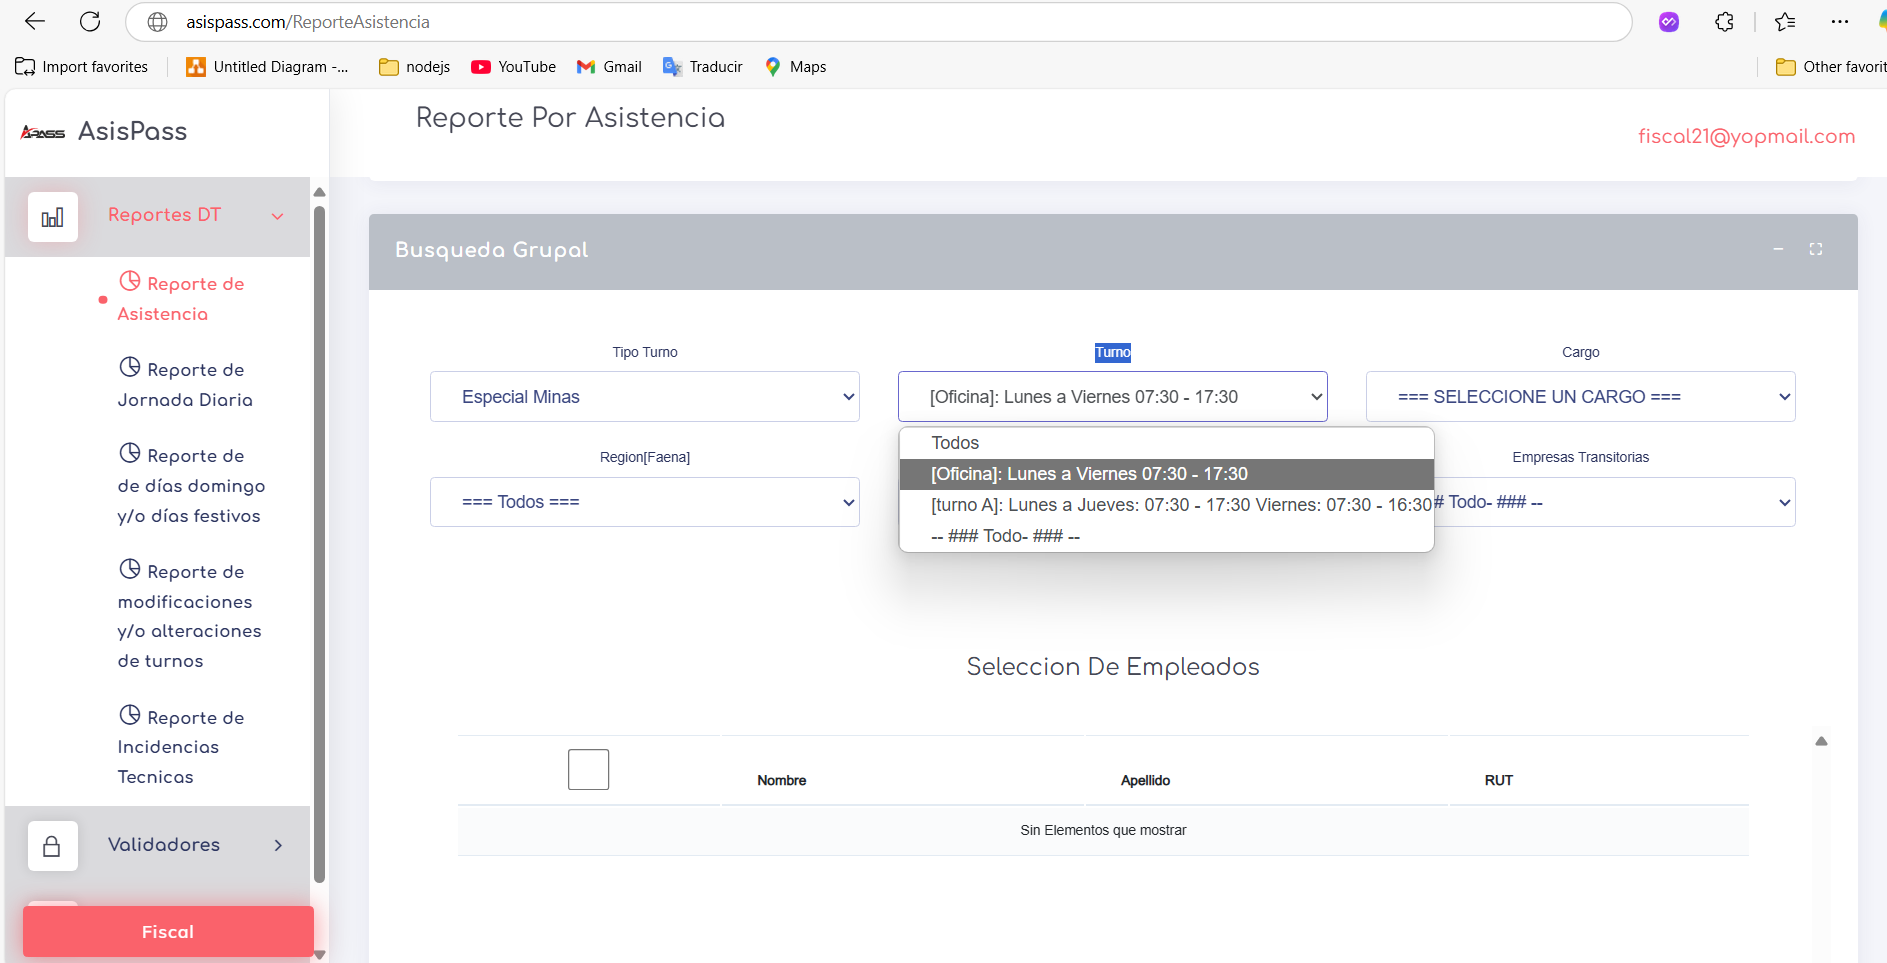 asispass.com/ReporteAsistencia
Import favorites
Untitled Diagram -...
nodejs
YouTube
Gmail
Traducir
Maps
Other favorit
APASS AsisPass
Reporte Por Asistencia
fiscal21@yopmail.com
Reportes DT
Reporte de
Asistencia
Reporte de
Jornada Diaria
Reporte de
de días domingo
y/o días festivos
Reporte de
modificaciones
y/o alteraciones
de turnos
Reporte de
Incidencias
Tecnicas
Validadores
Fiscal
Busqueda Grupal
Tipo Turno
Turno
Cargo
Especial Minas
[Oficina]: Lunes a Viernes 07:30 - 17:30
=== SELECCIONE UN CARGO ===
Todos
[Oficina]: Lunes a Viernes 07:30 - 17:30
[turno A]: Lunes a Jueves: 07:30 - 17:30 Viernes: 07:30 - 16:30
-- ### Todo- ### --
Region[Faena]
Empresas Transitorias
=== Todos ===
# Todo- ### --
Seleccion De Empleados
Nombre
Apellido
RUT
Sin Elementos que mostrar